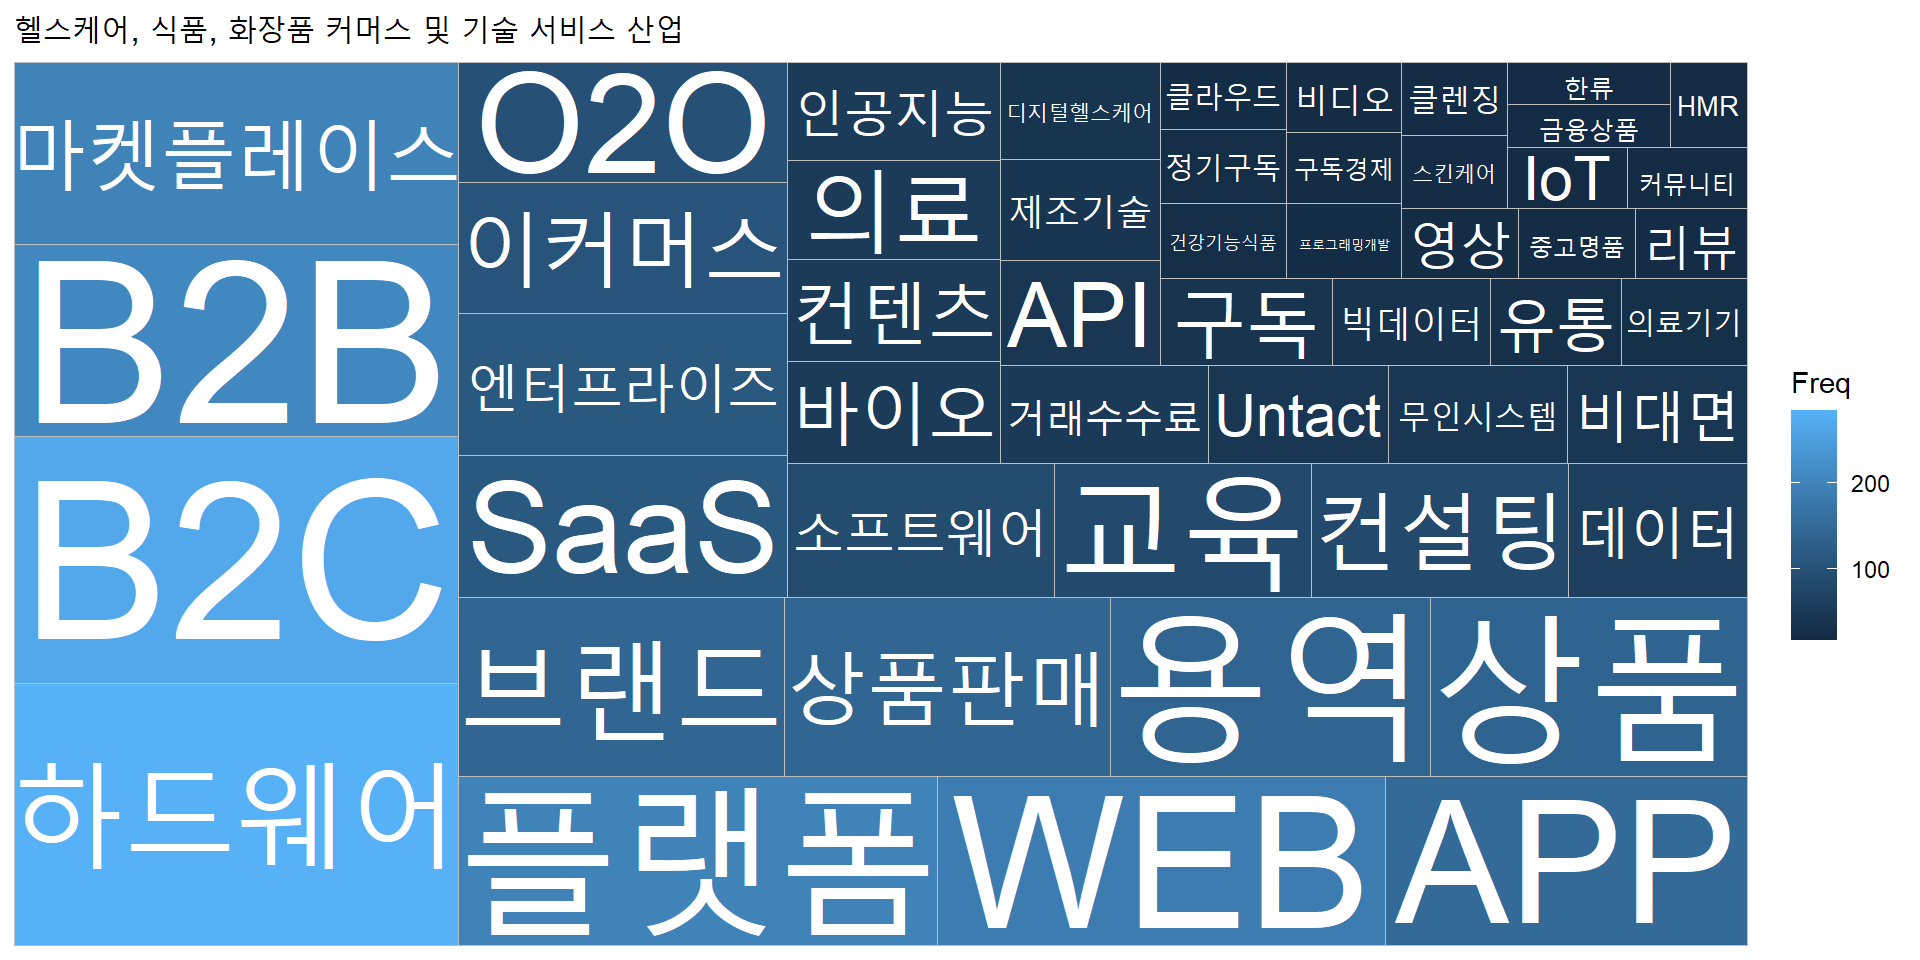 헬스케어, 식품, 화장품 커머스 및 기술 서비스 산업
마켓플레이스
B2B
B2C
하드웨어
O2O
이커머스
엔터프라이즈
SaaS
브랜드
상품판매
용역
상품
플랫폼
WEB
APP
인공지능
의료
컨텐츠
바이오
디지털헬스케어
제조기술
API
거래수수료
Untact
무인시스템
비대면
소프트웨어
교육
컨설팅
데이터
클라우드
정기구독
건강기능식품
비디오
구독경제
프로그래밍개발
클렌징
스킨케어
한류
금융상품
HMR
IoT
커뮤니티
영상
중고명품
리뷰
구독
빅데이터
유통
의료기기
Freq
200
100